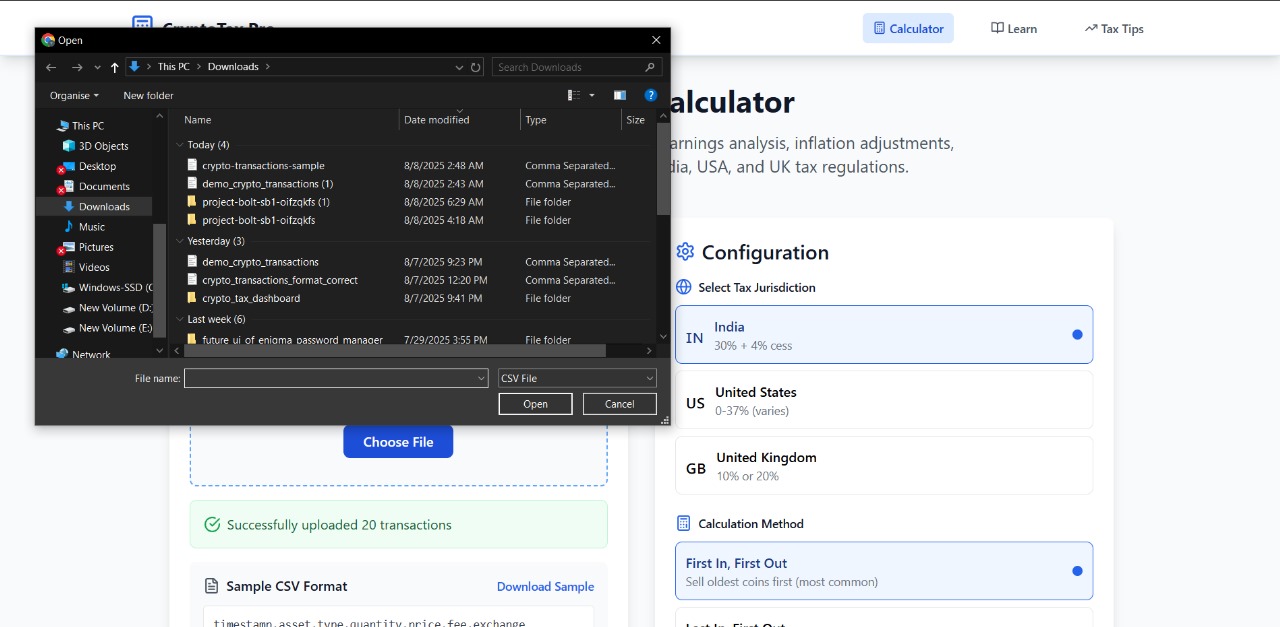 Calculator
Learn
Tax Tips
Open
This PC > Downloads >
Search Downloads
Organise
New folder
This PC
3D Objects
Desktop
Documents
Downloads
Music
Pictures
Videos
Windows-SSD (C
New Volume (D:
New Volume (E:)
Network
Name Date modified Type Size
Today (4)
crypto-transactions-sample 8/8/2025 2:48 AM Comma Separated...
demo_crypto_transactions (1) 8/8/2025 2:43 AM Comma Separated...
project-bolt-sb1-oifzqkfs (1) 8/8/2025 6:29 AM File folder
project-bolt-sb1-oifzqkfs 8/8/2025 4:18 AM File folder
Yesterday (3)
demo_crypto_transactions 8/7/2025 9:23 PM Comma Separated...
crypto_transactions_format_correct 8/7/2025 12:20 PM Comma Separated...
crypto_tax_dashboard 8/7/2025 9:41 PM File folder
Last week (6)
future_ui_of_enigma_password_manager 7/29/2025 3:55 PM File folder
File name:
CSV File
Open
Cancel
alculator
arnings analysis, inflation adjustments,
dia, USA, and UK tax regulations.
Choose File
Successfully uploaded 20 transactions
Sample CSV Format
Download Sample
timestamp,asset,type,quantity,price,fee,exchange
Configuration
Select Tax Jurisdiction
IN
India
30% + 4% cess
US
United States
0-37% (varies)
GB
United Kingdom
10% or 20%
Calculation Method
First In, First Out
Sell oldest coins first (most common)